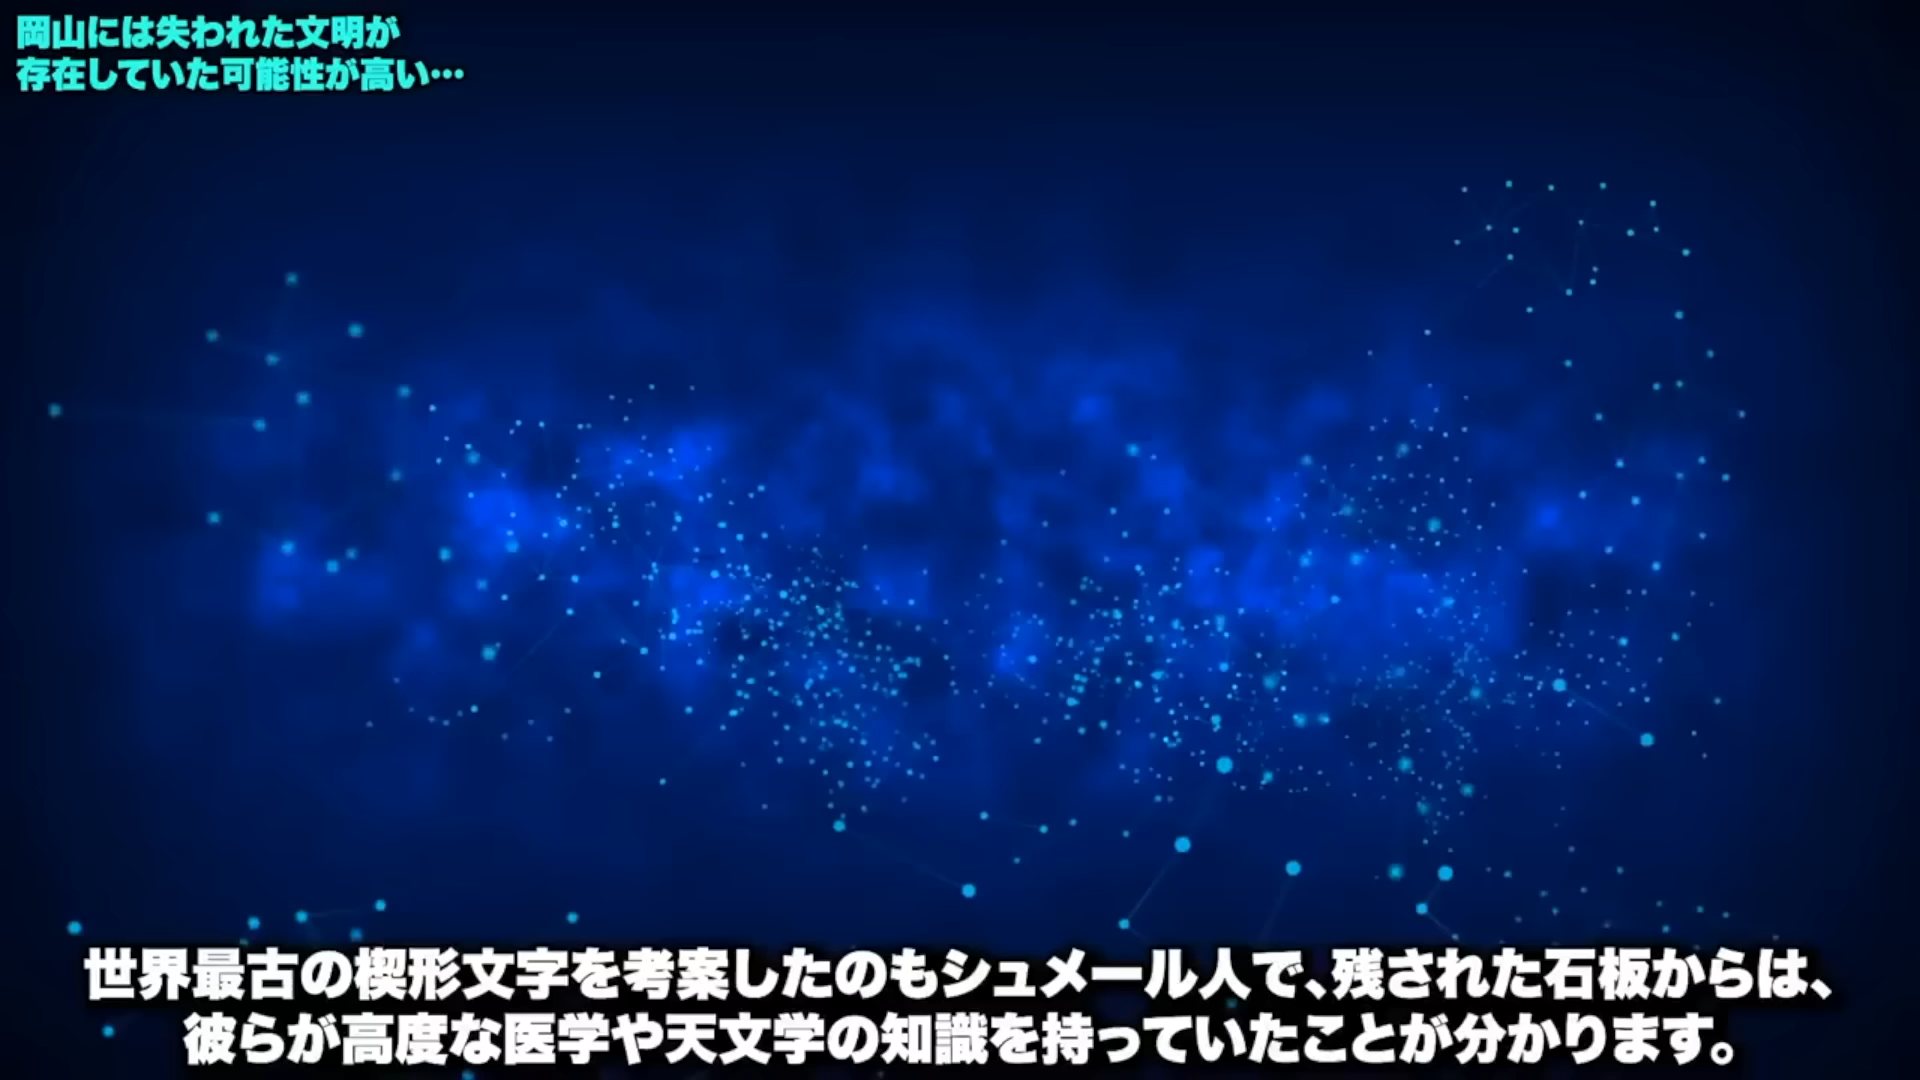 岡山には失われた文明が
存在していた可能性が高い…
世界最古の楔形文字を考案したのもシュメール人で、残された石板からは、
彼らが高度な医学や天文学の知識を持っていたことが分かります。